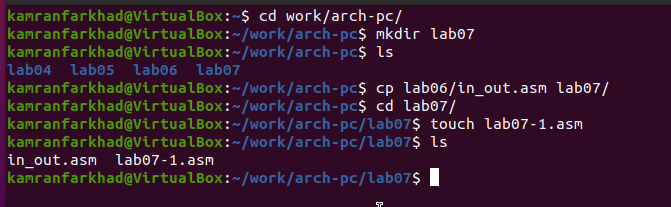 kamranfarkhad@VirtualBox:~$ cd work/arch-pc/
kamranfarkhad@VirtualBox:~/work/arch-pc$ mkdir lab07
kamranfarkhad@VirtualBox:~/work/arch-pc$ ls
lab04  lab05  lab06  lab07
kamranfarkhad@VirtualBox:~/work/arch-pc$ cp lab06/in_out.asm lab07/
kamranfarkhad@VirtualBox:~/work/arch-pc$ cd lab07/
kamranfarkhad@VirtualBox:~/work/arch-pc/lab07$ touch lab07-1.asm
kamranfarkhad@VirtualBox:~/work/arch-pc/lab07$ ls
in_out.asm  lab07-1.asm
kamranfarkhad@VirtualBox:~/work/arch-pc/lab07$